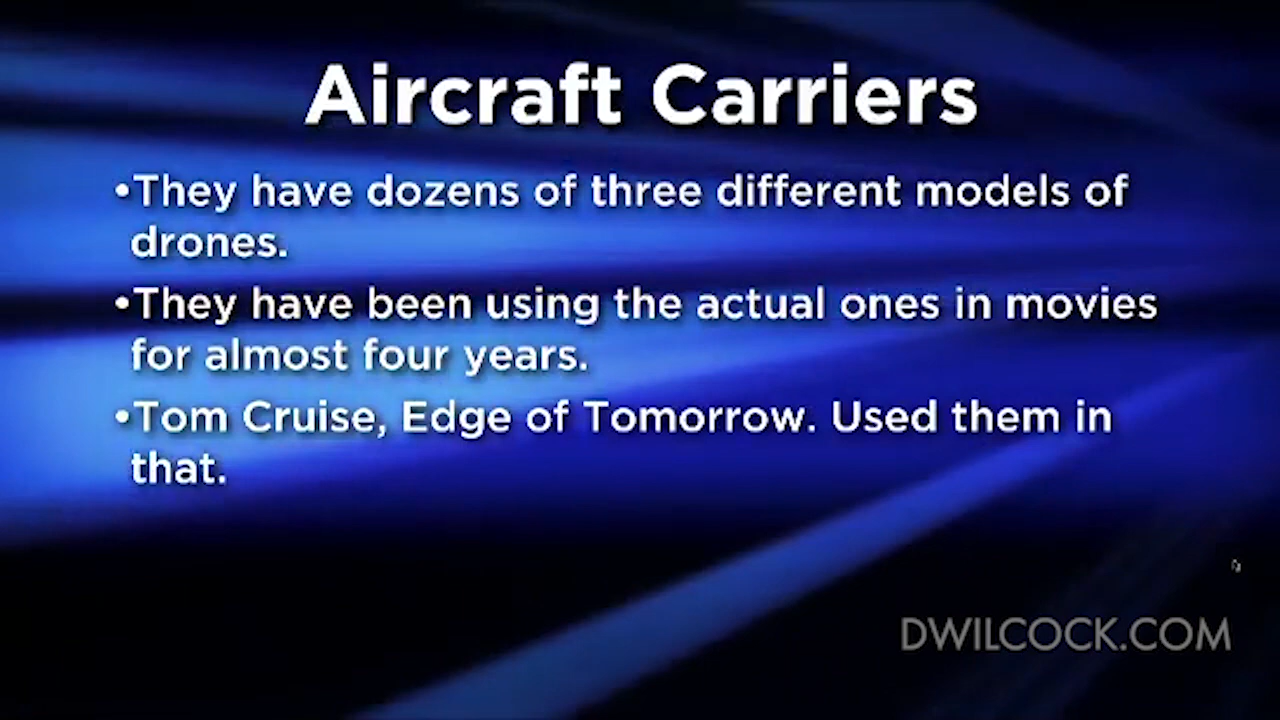 Aircraft Carriers
•They have dozens of three different models of
drones.
•They have been using the actual ones in movies
for almost four years.
•Tom Cruise, Edge of Tomorrow. Used them in
that.
DWILCOCK.COM